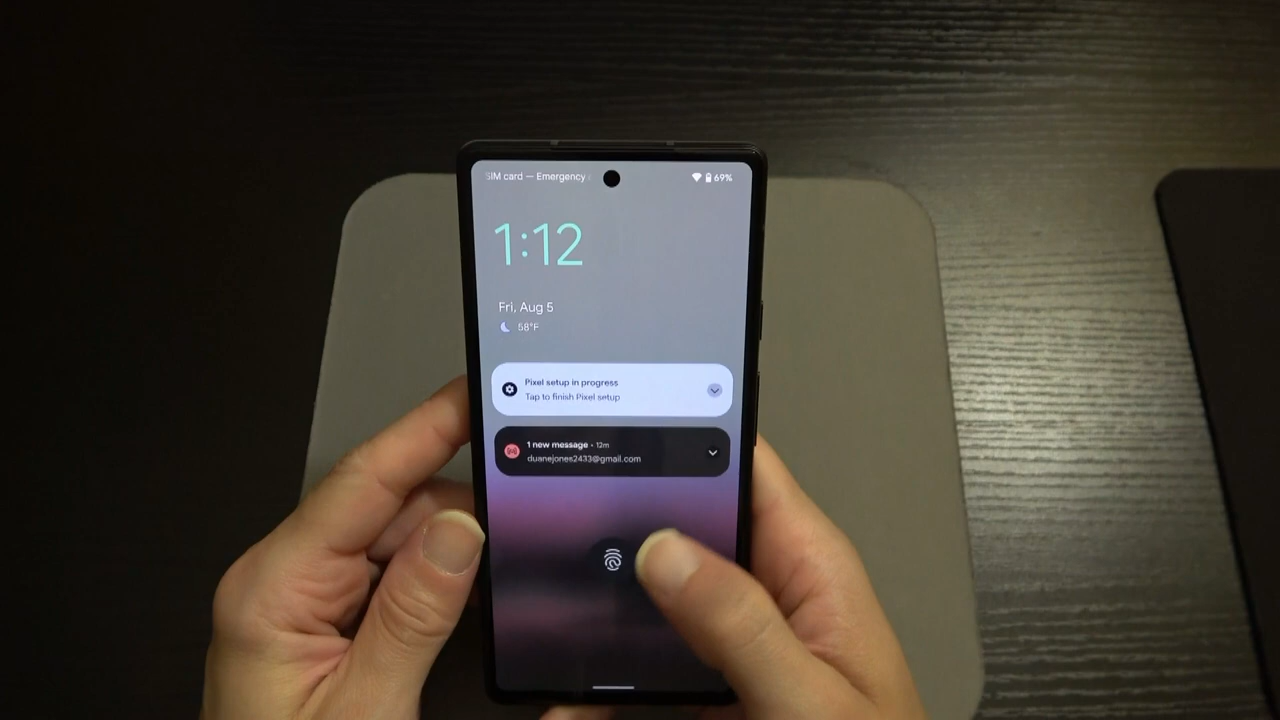 SIM card — Emergency
69%
1:12
Fri, Aug 5
58°F
Pixel setup in progress
Tap to finish Pixel setup
1 new message • 12m
duanejones2433@gmail.com